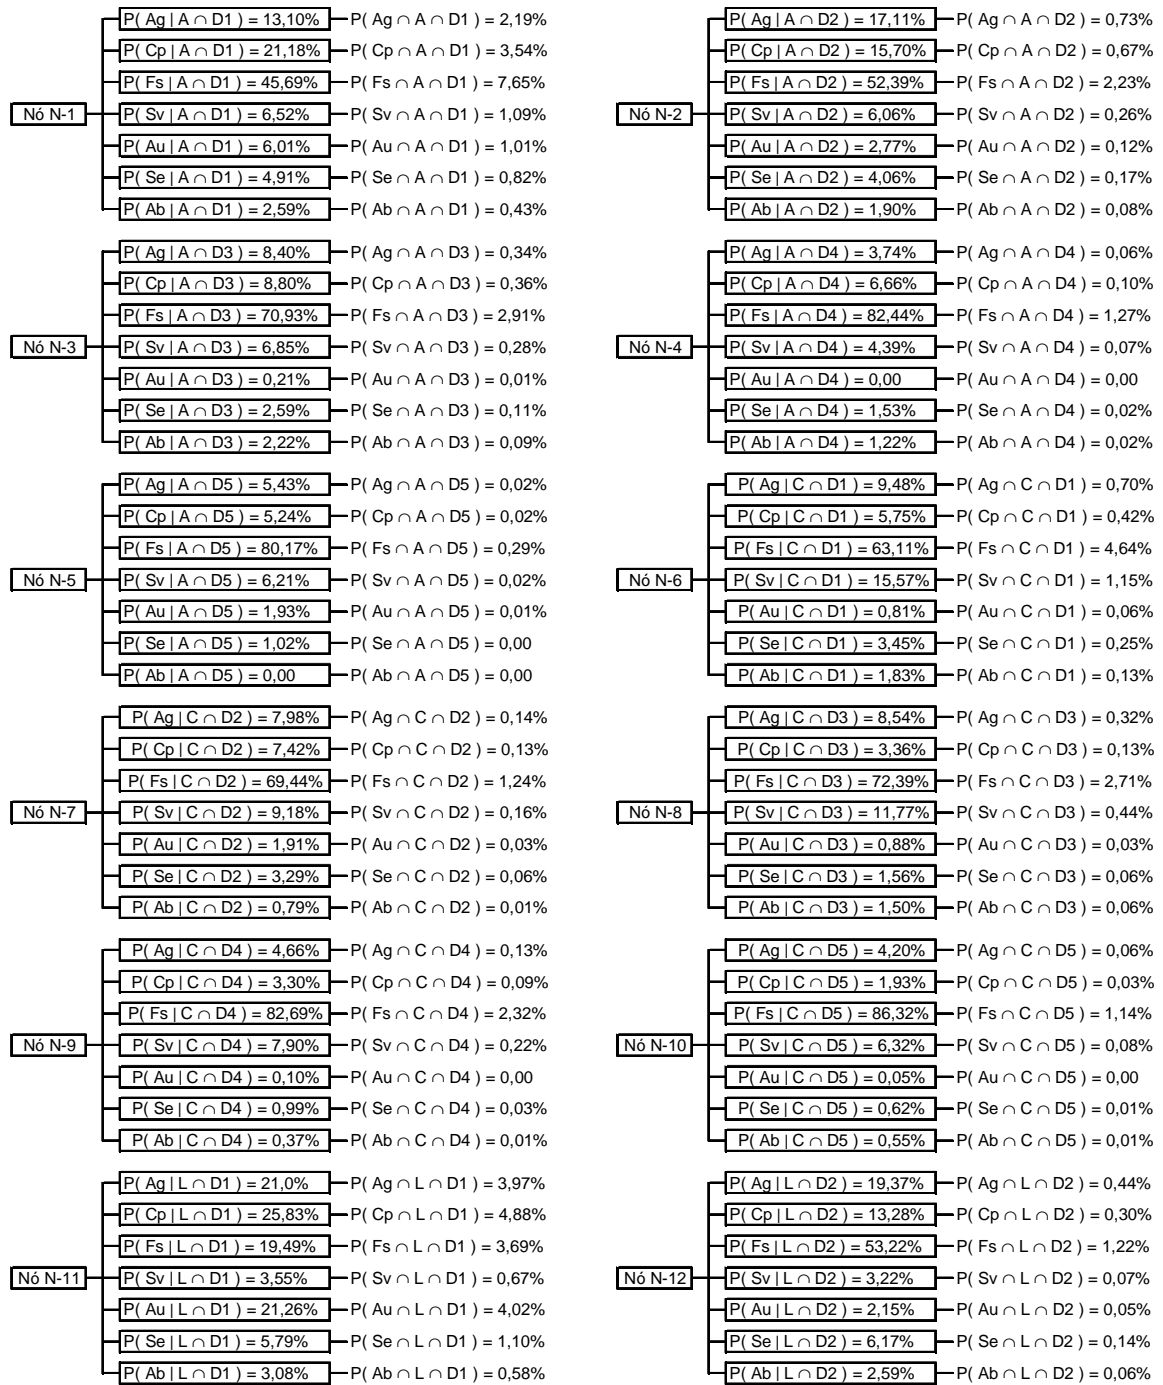 P( Ag | A ∩ D1 ) = 13,10% P( Ag ∩ A ∩ D1 ) = 2,19%
P( Cp | A ∩ D1 ) = 21,18% P( Cp ∩ A ∩ D1 ) = 3,54%
P( Fs | A ∩ D1 ) = 45,69% P( Fs ∩ A ∩ D1 ) = 7,65%
Nó N-1 P( Sv | A ∩ D1 ) = 6,52% P( Sv ∩ A ∩ D1 ) = 1,09%
P( Au | A ∩ D1 ) = 6,01% P( Au ∩ A ∩ D1 ) = 1,01%
P( Se | A ∩ D1 ) = 4,91% P( Se ∩ A ∩ D1 ) = 0,82%
P( Ab | A ∩ D1 ) = 2,59% P( Ab ∩ A ∩ D1 ) = 0,43%
P( Ag | A ∩ D2 ) = 17,11% P( Ag ∩ A ∩ D2 ) = 0,73%
P( Cp | A ∩ D2 ) = 15,70% P( Cp ∩ A ∩ D2 ) = 0,67%
P( Fs | A ∩ D2 ) = 52,39% P( Fs ∩ A ∩ D2 ) = 2,23%
Nó N-2 P( Sv | A ∩ D2 ) = 6,06% P( Sv ∩ A ∩ D2 ) = 0,26%
P( Au | A ∩ D2 ) = 2,77% P( Au ∩ A ∩ D2 ) = 0,12%
P( Se | A ∩ D2 ) = 4,06% P( Se ∩ A ∩ D2 ) = 0,17%
P( Ab | A ∩ D2 ) = 1,90% P( Ab ∩ A ∩ D2 ) = 0,08%
P( Ag | A ∩ D3 ) = 8,40% P( Ag ∩ A ∩ D3 ) = 0,34%
P( Cp | A ∩ D3 ) = 8,80% P( Cp ∩ A ∩ D3 ) = 0,36%
P( Fs | A ∩ D3 ) = 70,93% P( Fs ∩ A ∩ D3 ) = 2,91%
Nó N-3 P( Sv | A ∩ D3 ) = 6,85% P( Sv ∩ A ∩ D3 ) = 0,28%
P( Au | A ∩ D3 ) = 0,21% P( Au ∩ A ∩ D3 ) = 0,01%
P( Se | A ∩ D3 ) = 2,59% P( Se ∩ A ∩ D3 ) = 0,11%
P( Ab | A ∩ D3 ) = 2,22% P( Ab ∩ A ∩ D3 ) = 0,09%
P( Ag | A ∩ D4 ) = 3,74% P( Ag ∩ A ∩ D4 ) = 0,06%
P( Cp | A ∩ D4 ) = 6,66% P( Cp ∩ A ∩ D4 ) = 0,10%
P( Fs | A ∩ D4 ) = 82,44% P( Fs ∩ A ∩ D4 ) = 1,27%
Nó N-4 P( Sv | A ∩ D4 ) = 4,39% P( Sv ∩ A ∩ D4 ) = 0,07%
P( Au | A ∩ D4 ) = 0,00 P( Au ∩ A ∩ D4 ) = 0,00
P( Se | A ∩ D4 ) = 1,53% P( Se ∩ A ∩ D4 ) = 0,02%
P( Ab | A ∩ D4 ) = 1,22% P( Ab ∩ A ∩ D4 ) = 0,02%
P( Ag | A ∩ D5 ) = 5,43% P( Ag ∩ A ∩ D5 ) = 0,02%
P( Cp | A ∩ D5 ) = 5,24% P( Cp ∩ A ∩ D5 ) = 0,02%
P( Fs | A ∩ D5 ) = 80,17% P( Fs ∩ A ∩ D5 ) = 0,29%
Nó N-5 P( Sv | A ∩ D5 ) = 6,21% P( Sv ∩ A ∩ D5 ) = 0,02%
P( Au | A ∩ D5 ) = 1,93% P( Au ∩ A ∩ D5 ) = 0,01%
P( Se | A ∩ D5 ) = 1,02% P( Se ∩ A ∩ D5 ) = 0,00
P( Ab | A ∩ D5 ) = 0,00 P( Ab ∩ A ∩ D5 ) = 0,00
P( Ag | C ∩ D1 ) = 9,48% P( Ag ∩ C ∩ D1 ) = 0,70%
P( Cp | C ∩ D1 ) = 5,75% P( Cp ∩ C ∩ D1 ) = 0,42%
P( Fs | C ∩ D1 ) = 63,11% P( Fs ∩ C ∩ D1 ) = 4,64%
Nó N-6 P( Sv | C ∩ D1 ) = 15,57% P( Sv ∩ C ∩ D1 ) = 1,15%
P( Au | C ∩ D1 ) = 0,81% P( Au ∩ C ∩ D1 ) = 0,06%
P( Se | C ∩ D1 ) = 3,45% P( Se ∩ C ∩ D1 ) = 0,25%
P( Ab | C ∩ D1 ) = 1,83% P( Ab ∩ C ∩ D1 ) = 0,13%
P( Ag | C ∩ D2 ) = 7,98% P( Ag ∩ C ∩ D2 ) = 0,14%
P( Cp | C ∩ D2 ) = 7,42% P( Cp ∩ C ∩ D2 ) = 0,13%
P( Fs | C ∩ D2 ) = 69,44% P( Fs ∩ C ∩ D2 ) = 1,24%
Nó N-7 P( Sv | C ∩ D2 ) = 9,18% P( Sv ∩ C ∩ D2 ) = 0,16%
P( Au | C ∩ D2 ) = 1,91% P( Au ∩ C ∩ D2 ) = 0,03%
P( Se | C ∩ D2 ) = 3,29% P( Se ∩ C ∩ D2 ) = 0,06%
P( Ab | C ∩ D2 ) = 0,79% P( Ab ∩ C ∩ D2 ) = 0,01%
P( Ag | C ∩ D3 ) = 8,54% P( Ag ∩ C ∩ D3 ) = 0,32%
P( Cp | C ∩ D3 ) = 3,36% P( Cp ∩ C ∩ D3 ) = 0,13%
P( Fs | C ∩ D3 ) = 72,39% P( Fs ∩ C ∩ D3 ) = 2,71%
Nó N-8 P( Sv | C ∩ D3 ) = 11,77% P( Sv ∩ C ∩ D3 ) = 0,44%
P( Au | C ∩ D3 ) = 0,88% P( Au ∩ C ∩ D3 ) = 0,03%
P( Se | C ∩ D3 ) = 1,56% P( Se ∩ C ∩ D3 ) = 0,06%
P( Ab | C ∩ D3 ) = 1,50% P( Ab ∩ C ∩ D3 ) = 0,06%
P( Ag | C ∩ D4 ) = 4,66% P( Ag ∩ C ∩ D4 ) = 0,13%
P( Cp | C ∩ D4 ) = 3,30% P( Cp ∩ C ∩ D4 ) = 0,09%
P( Fs | C ∩ D4 ) = 82,69% P( Fs ∩ C ∩ D4 ) = 2,32%
Nó N-9 P( Sv | C ∩ D4 ) = 7,90% P( Sv ∩ C ∩ D4 ) = 0,22%
P( Au | C ∩ D4 ) = 0,10% P( Au ∩ C ∩ D4 ) = 0,00
P( Se | C ∩ D4 ) = 0,99% P( Se ∩ C ∩ D4 ) = 0,03%
P( Ab | C ∩ D4 ) = 0,37% P( Ab ∩ C ∩ D4 ) = 0,01%
P( Ag | C ∩ D5 ) = 4,20% P( Ag ∩ C ∩ D5 ) = 0,06%
P( Cp | C ∩ D5 ) = 1,93% P( Cp ∩ C ∩ D5 ) = 0,03%
P( Fs | C ∩ D5 ) = 86,32% P( Fs ∩ C ∩ D5 ) = 1,14%
Nó N-10 P( Sv | C ∩ D5 ) = 6,32% P( Sv ∩ C ∩ D5 ) = 0,08%
P( Au | C ∩ D5 ) = 0,05% P( Au ∩ C ∩ D5 ) = 0,00
P( Se | C ∩ D5 ) = 0,62% P( Se ∩ C ∩ D5 ) = 0,01%
P( Ab | C ∩ D5 ) = 0,55% P( Ab ∩ C ∩ D5 ) = 0,01%
P( Ag | L ∩ D1 ) = 21,0% P( Ag ∩ L ∩ D1 ) = 3,97%
P( Cp | L ∩ D1 ) = 25,83% P( Cp ∩ L ∩ D1 ) = 4,88%
P( Fs | L ∩ D1 ) = 19,49% P( Fs ∩ L ∩ D1 ) = 3,69%
Nó N-11 P( Sv | L ∩ D1 ) = 3,55% P( Sv ∩ L ∩ D1 ) = 0,67%
P( Au | L ∩ D1 ) = 21,26% P( Au ∩ L ∩ D1 ) = 4,02%
P( Se | L ∩ D1 ) = 5,79% P( Se ∩ L ∩ D1 ) = 1,10%
P( Ab | L ∩ D1 ) = 3,08% P( Ab ∩ L ∩ D1 ) = 0,58%
P( Ag | L ∩ D2 ) = 19,37% P( Ag ∩ L ∩ D2 ) = 0,44%
P( Cp | L ∩ D2 ) = 13,28% P( Cp ∩ L ∩ D2 ) = 0,30%
P( Fs | L ∩ D2 ) = 53,22% P( Fs ∩ L ∩ D2 ) = 1,22%
Nó N-12 P( Sv | L ∩ D2 ) = 3,22% P( Sv ∩ L ∩ D2 ) = 0,07%
P( Au | L ∩ D2 ) = 2,15% P( Au ∩ L ∩ D2 ) = 0,05%
P( Se | L ∩ D2 ) = 6,17% P( Se ∩ L ∩ D2 ) = 0,14%
P( Ab | L ∩ D2 ) = 2,59% P( Ab ∩ L ∩ D2 ) = 0,06%